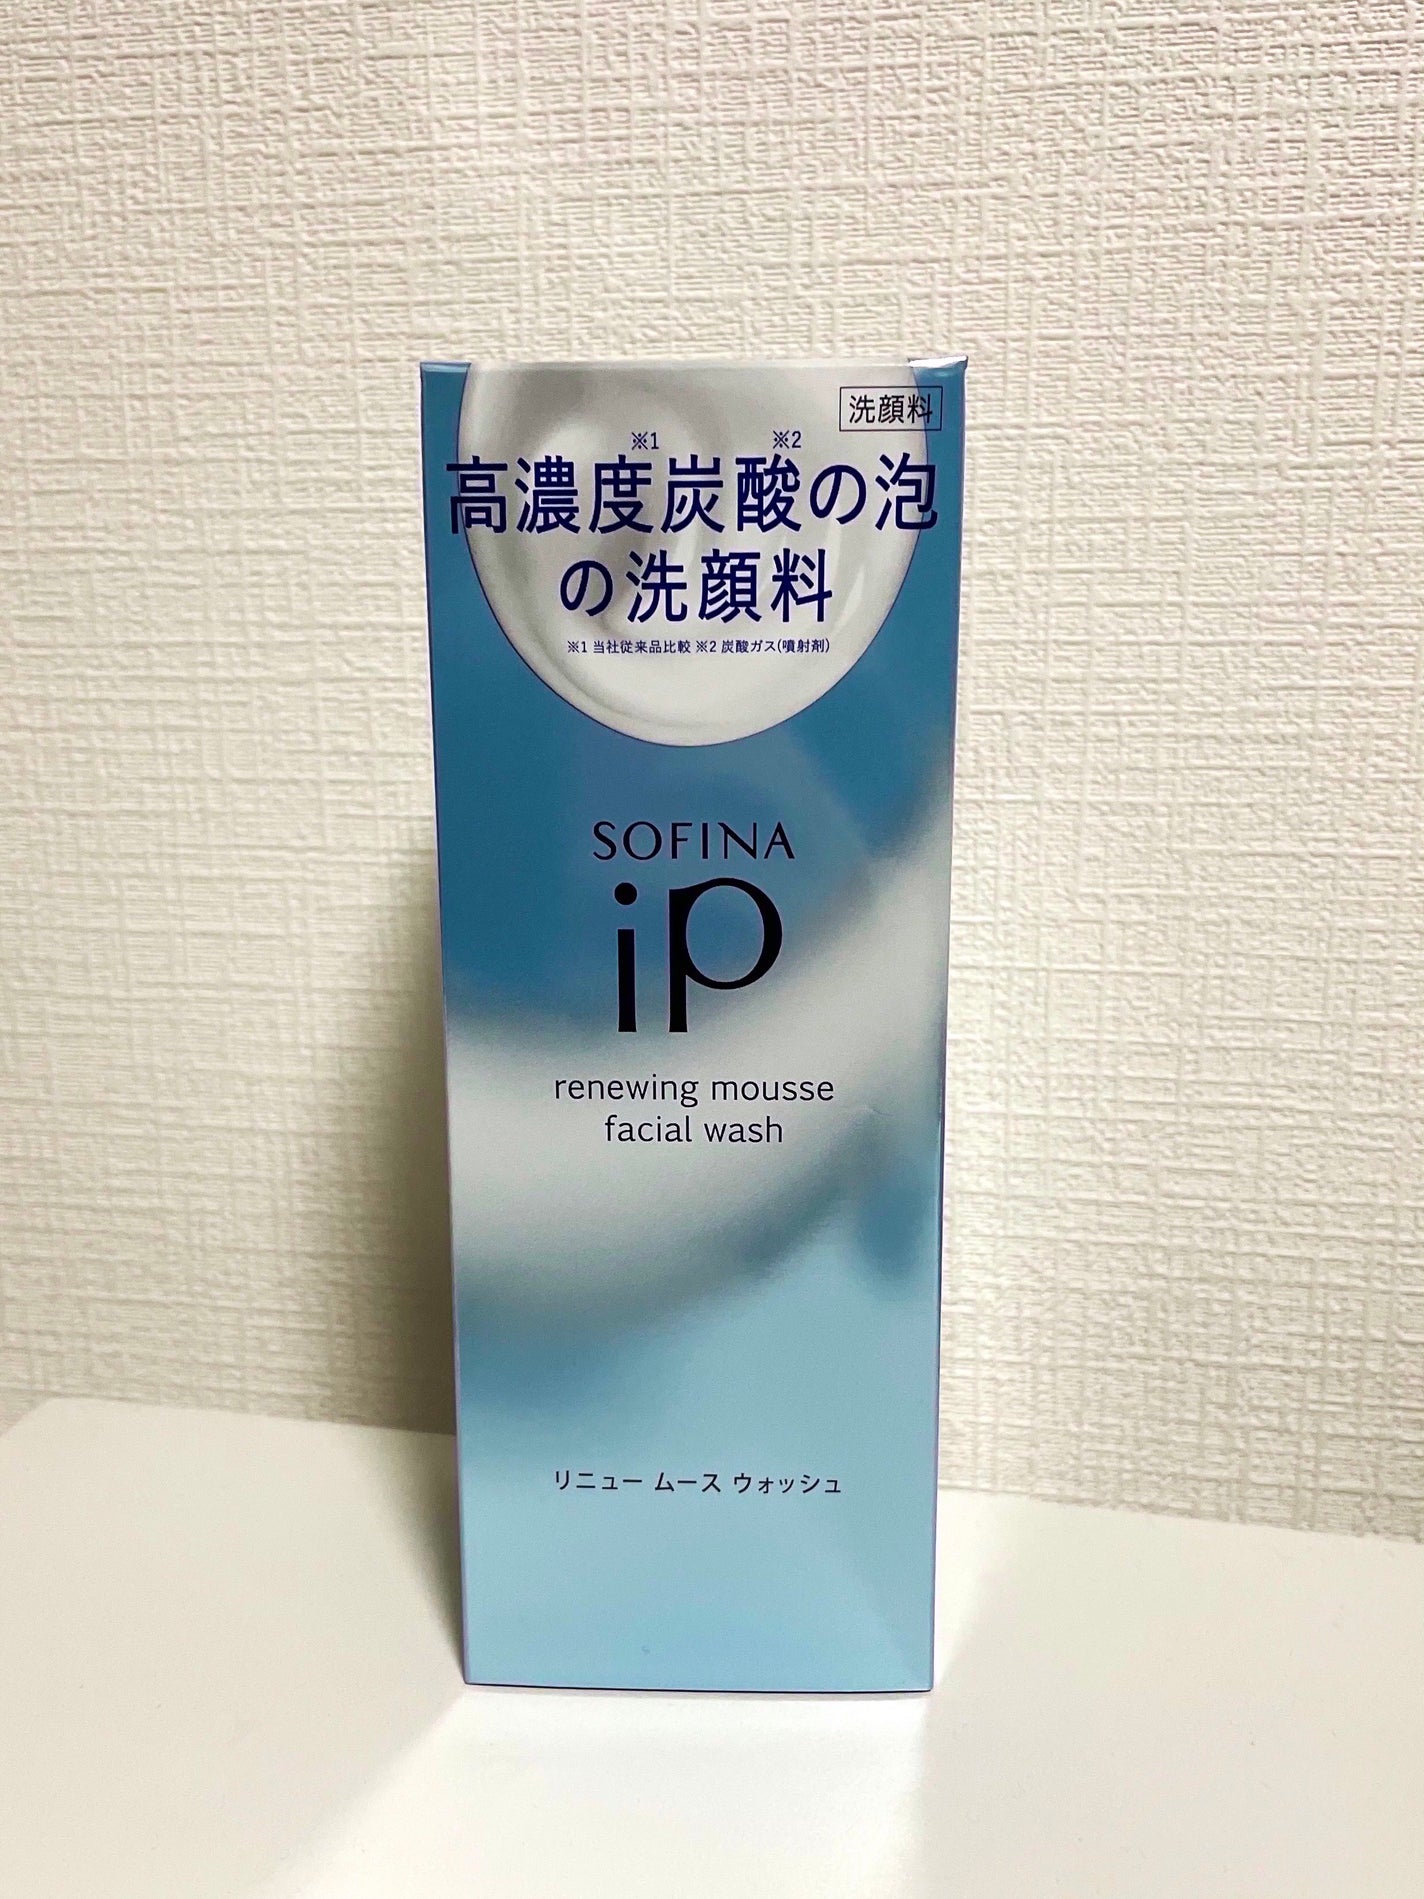 洗顔料
※1 ※2
高濃度炭酸の泡
の洗顔料
※1 当社従来品比較 ※2 炭酸ガス(噴射剤)
SOFINA
iP
renewing mousse
facial wash
リニュー ムース ウォッシュ